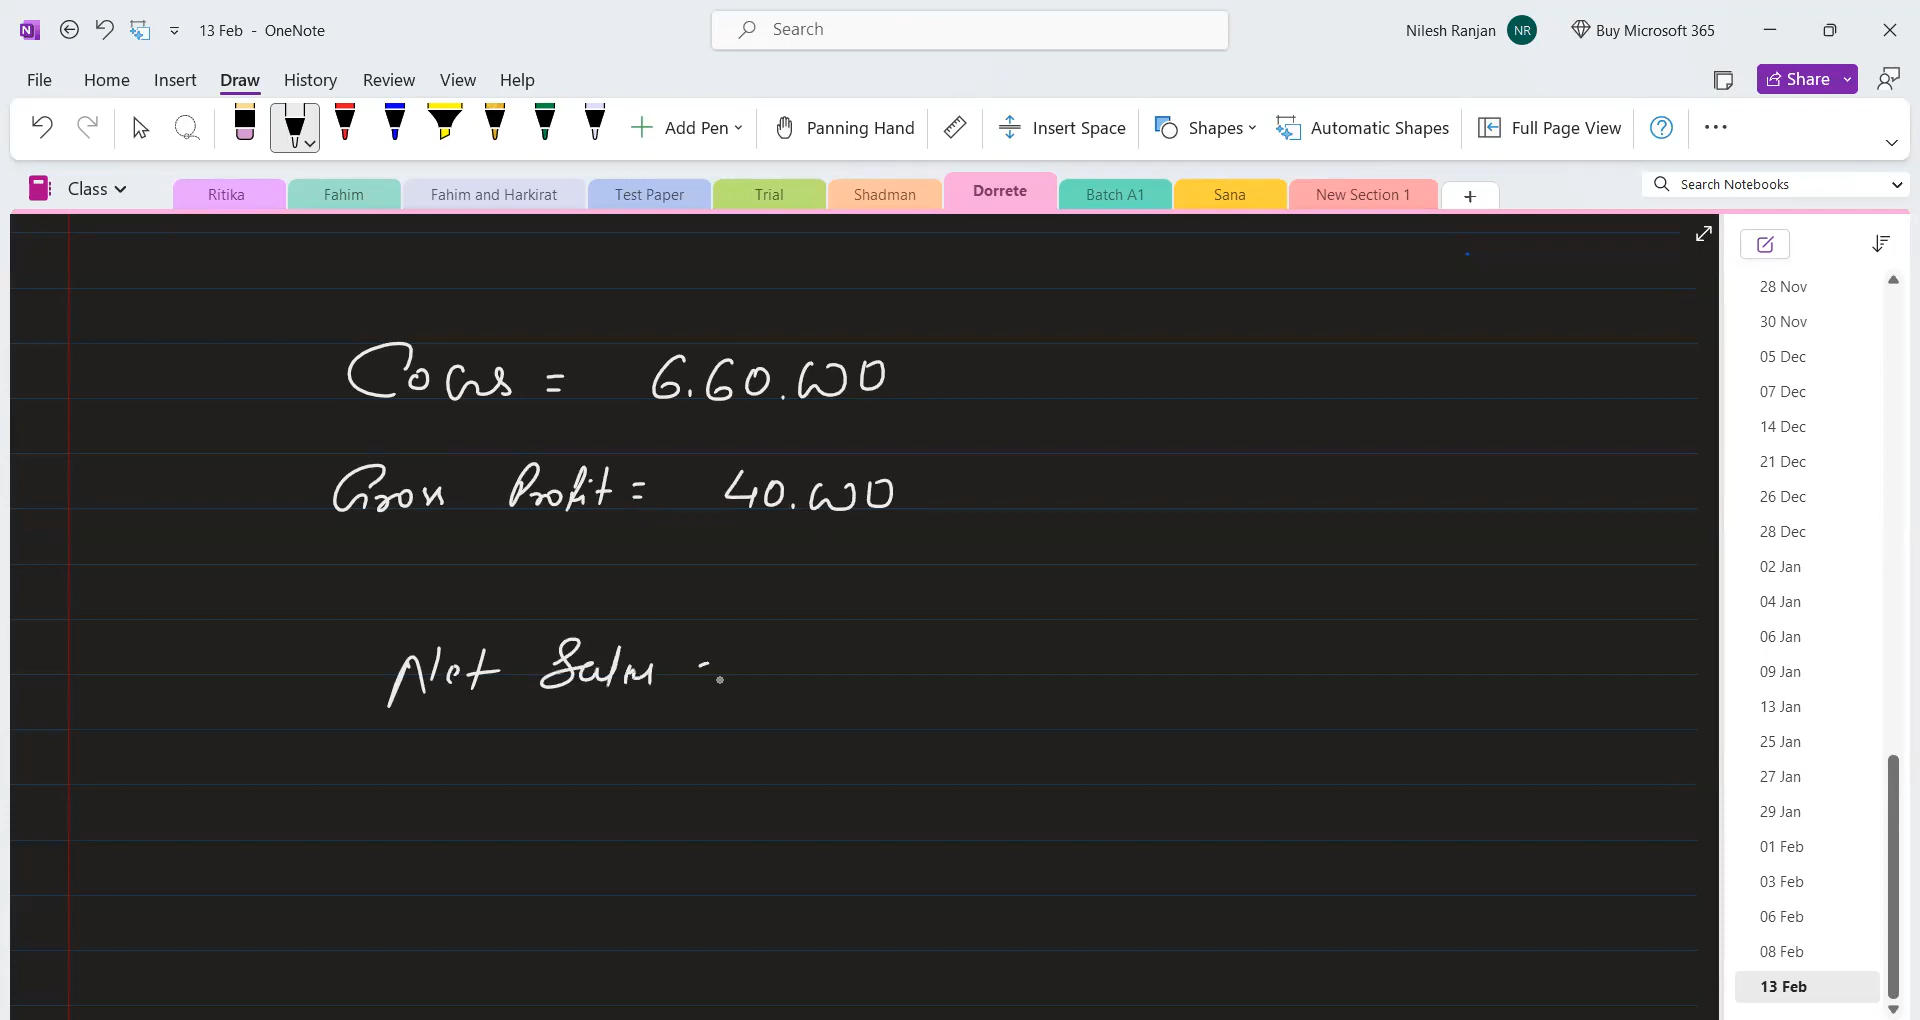 13 Feb - OneNote
Search
Nilesh Ranjan NR
Buy Microsoft 365
File Home Insert Draw History Review View Help
Share
Add Pen
Panning Hand
Insert Space
Shapes
Automatic Shapes
Full Page View
Class
Ritika
Fahim
Fahim and Harkirat
Test Paper
Trial
Shadman
Dorrete
Batch A1
Sana
New Section 1
Search Notebooks
COGS = 6.60.000
Gross Profit = 40.000
Net Sales =
28 Nov
30 Nov
05 Dec
07 Dec
14 Dec
21 Dec
26 Dec
28 Dec
02 Jan
04 Jan
06 Jan
09 Jan
13 Jan
25 Jan
27 Jan
29 Jan
01 Feb
03 Feb
06 Feb
08 Feb
13 Feb